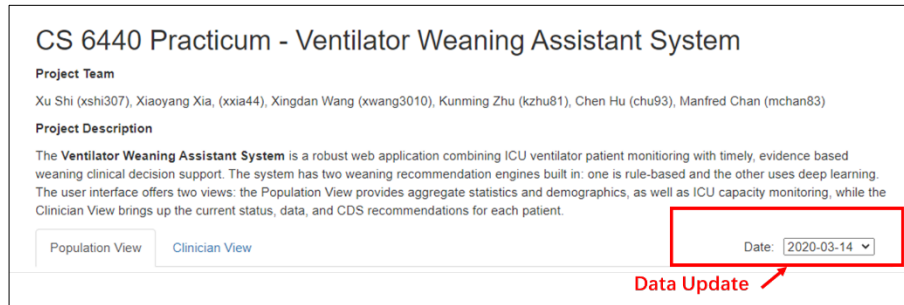 CS 6440 Practicum - Ventilator Weaning Assistant System
Project Team
Xu Shi (xshi307), Xiaoyang Xia, (xxia44), Xingdan Wang (xwang3010), Kunming Zhu (kzhu81), Chen Hu (chu93), Manfred Chan (mchan83)
Project Description
The Ventilator Weaning Assistant System is a robust web application combining ICU ventilator patient monitioring with timely, evidence based
weaning clinical decision support. The system has two weaning recommendation engines built in: one is rule-based and the other uses deep learning.
The user interface offers two views: the Population View provides aggregate statistics and demographics, as well as ICU capacity monitoring, while the
Clinician View brings up the current status, data, and CDS recommendations for each patient.
Population View Clinician View Date: 2020-03-14
Data Update